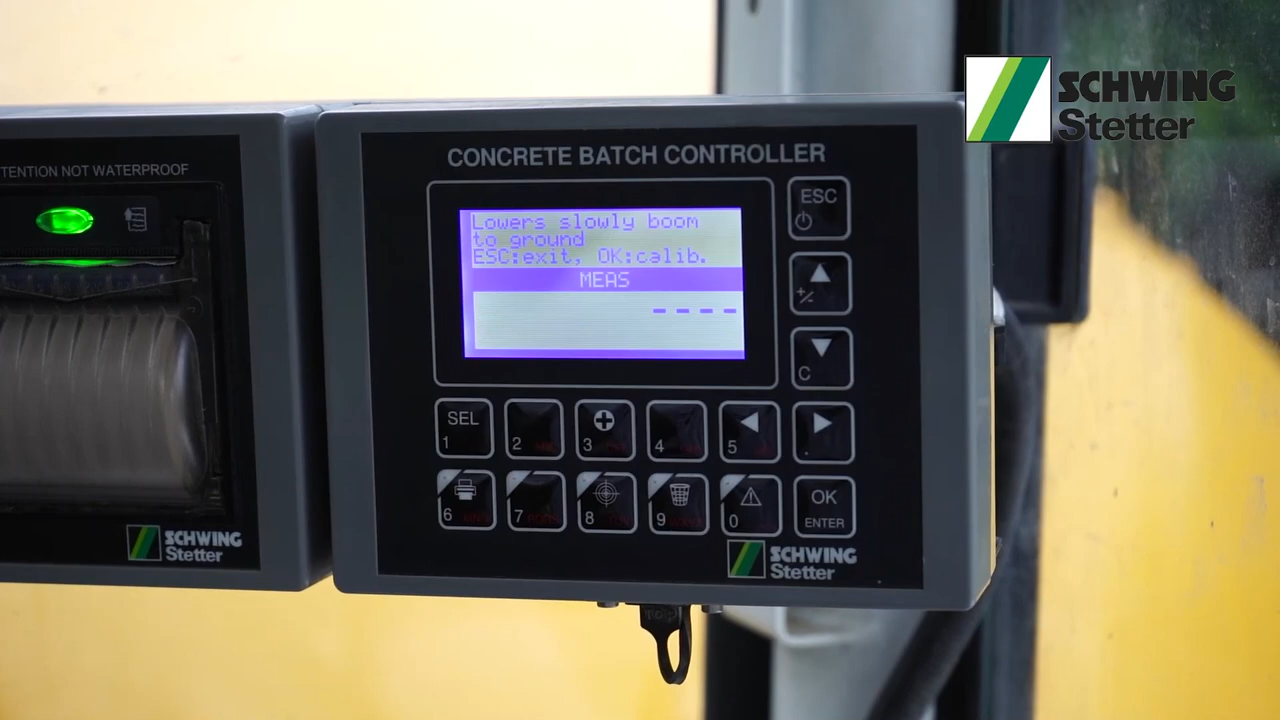 SCHWING
Stetter
TENTION NOT WATERPROOF
CONCRETE BATCH CONTROLLER
Lowers slowly boom
to ground
ESC:exit, OK:calib.
MEAS
----
ESC
+/-
C
SEL
1
2
3
4
5
.
6
7
8
9
0
OK
ENTER
SCHWING
Stetter
SCHWING
Stetter